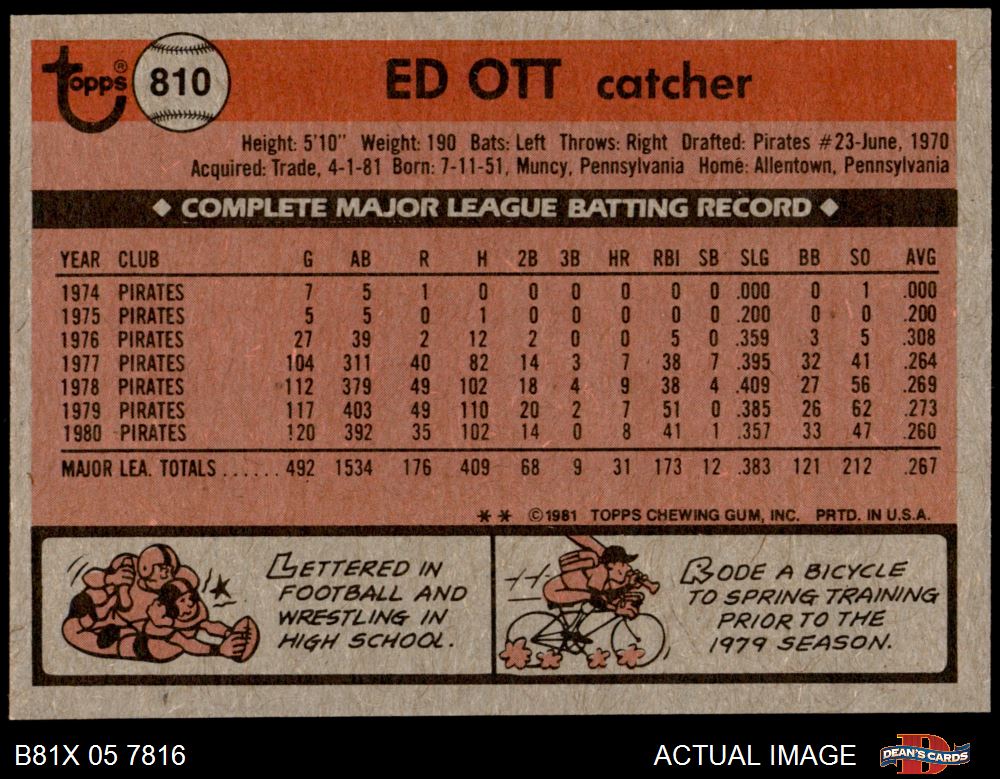 topps® 810 ED OTT catcher
Height: 5'10" Weight: 190 Bats: Left Throws: Right Drafted: Pirates #23-June, 1970
Acquired: Trade, 4-1-81 Born: 7-11-51, Muncy, Pennsylvania Home: Allentown, Pennsylvania
◆ COMPLETE MAJOR LEAGUE BATTING RECORD ◆
YEAR CLUB G AB R H 2B 3B HR RBI SB SLG BB SO AVG
1974 PIRATES 7 5 1 0 0 0 0 0 0 .000 0 1 .000
1975 PIRATES 5 5 0 1 0 0 0 0 0 .200 0 0 .200
1976 PIRATES 27 39 2 12 2 0 0 5 0 .359 3 5 .308
1977 PIRATES 104 311 40 82 14 3 7 38 7 .395 32 41 .264
1978 PIRATES 112 379 49 102 18 4 9 38 4 .409 27 56 .269
1979 PIRATES 117 403 49 110 20 2 7 51 0 .385 26 62 .273
1980 PIRATES 120 392 35 102 14 0 8 41 1 .357 33 47 .260
MAJOR LEA. TOTALS ...... 492 1534 176 409 68 9 31 173 12 .383 121 212 .267
** ©1981 TOPPS CHEWING GUM, INC. PRTD. IN U.S.A.
LETTERED IN
FOOTBALL AND
WRESTLING IN
HIGH SCHOOL.
RODE A BICYCLE
TO SPRING TRAINING
PRIOR TO THE
1979 SEASON.
B81X 05 7816 ACTUAL IMAGE DEAN'S CARDS